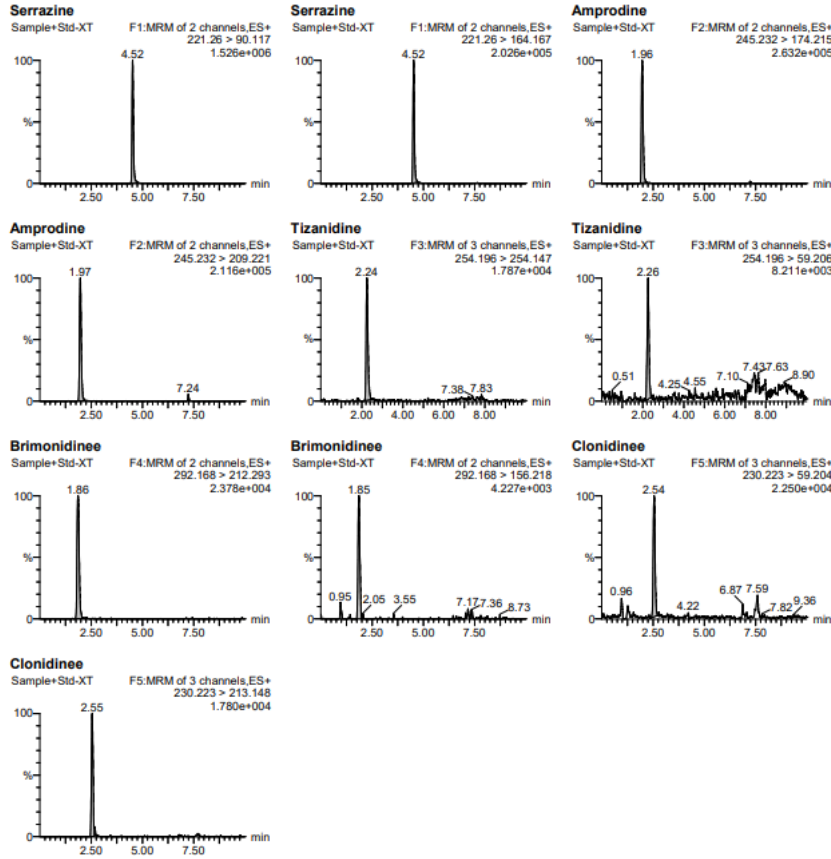 Serrazine
Sample+Std-XT F1:MRM of 2 channels,ES+
221.26 > 90.117
1.526e+006
4.52
100
%
0
2.50 5.00 7.50 min
Serrazine
Sample+Std-XT F1:MRM of 2 channels,ES+
221.26 > 164.167
2.026e+005
4.52
100
%
0
2.50 5.00 7.50 min
Amprodine
Sample+Std-XT F2:MRM of 2 channels,ES+
245.232 > 174.215
2.632e+005
1.96
100
%
0
2.50 5.00 7.50 min
Amprodine
Sample+Std-XT F2:MRM of 2 channels,ES+
245.232 > 209.221
2.116e+005
1.97
100
%
7.24
0
2.50 5.00 7.50 min
Tizanidine
Sample+Std-XT F3:MRM of 3 channels,ES+
254.196 > 254.147
1.787e+004
2.24
100
%
7.38 7.83
0
2.00 4.00 6.00 8.00 min
Tizanidine
Sample+Std-XT F3:MRM of 3 channels,ES+
254.196 > 59.206
8.211e+003
2.26
100
%
0.51 4.25 4.55 7.10 7.43 7.63 8.90
0
2.00 4.00 6.00 8.00 min
Brimonidinee
Sample+Std-XT F4:MRM of 2 channels,ES+
292.168 > 212.293
2.378e+004
1.86
100
%
0
2.50 5.00 7.50 min
Brimonidinee
Sample+Std-XT F4:MRM of 2 channels,ES+
292.168 > 156.218
4.227e+003
1.85
100
%
0.95 2.05 3.55 7.17 7.36 8.73
0
2.50 5.00 7.50 min
Clonidinee
Sample+Std-XT F5:MRM of 3 channels,ES+
230.223 > 59.204
2.250e+004
2.54
100
%
0.96 4.22 6.87 7.59 7.82 9.36
0
2.50 5.00 7.50 min
Clonidinee
Sample+Std-XT F5:MRM of 3 channels,ES+
230.223 > 213.148
1.780e+004
2.55
100
%
0
2.50 5.00 7.50 min